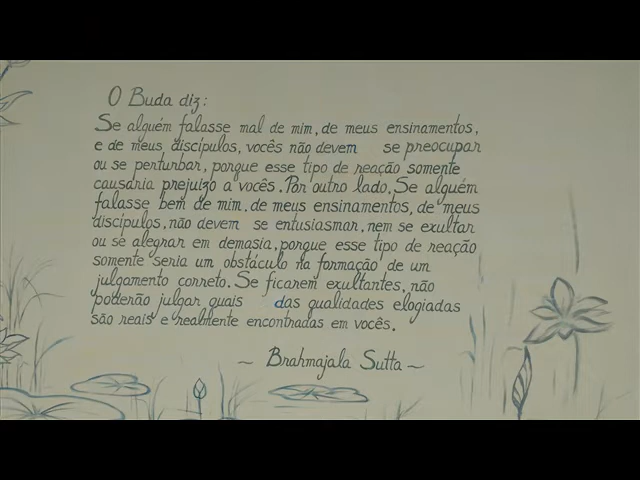 O Buda diz:
Se alguém falasse mal de mim, de meus ensinamentos,
e de meus discípulos, vocês não devem se preocupar
ou se perturbar, porque esse tipo de reação somente
causaria prejuízo a vocês. Por outro lado, Se alguém
falasse bem de mim, de meus ensinamentos, de meus
discípulos, não devem se entusiasmar, nem se exultar
ou se alegrar em demasia, porque esse tipo de reação
somente seria um obstáculo na formação de um
julgamento correto. Se ficarem exultantes, não
poderão julgar quais das qualidades elogiadas
são reais e realmente encontradas em vocês.
~ Brahmajala Sutta ~